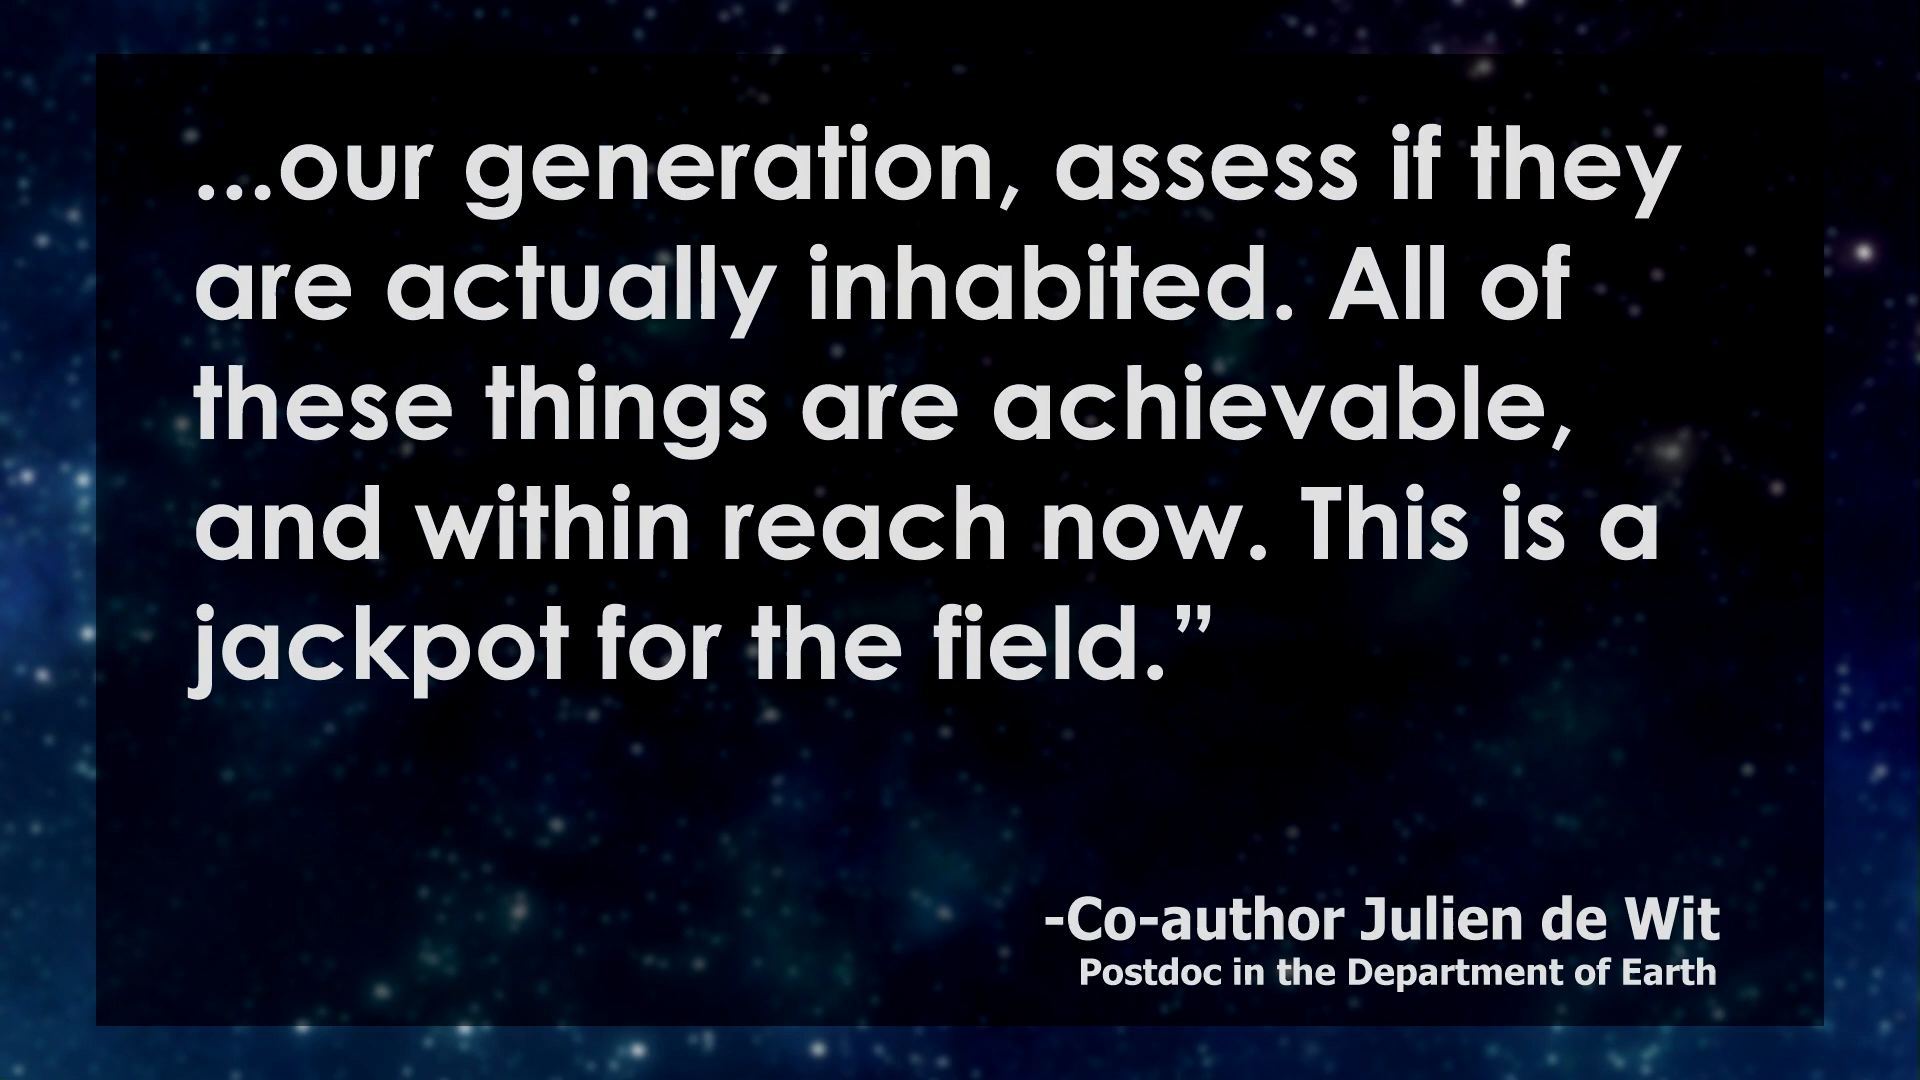 ...our generation, assess if they
are actually inhabited. All of
these things are achievable,
and within reach now. This is a
jackpot for the field.”
-Co-author Julien de Wit
Postdoc in the Department of Earth